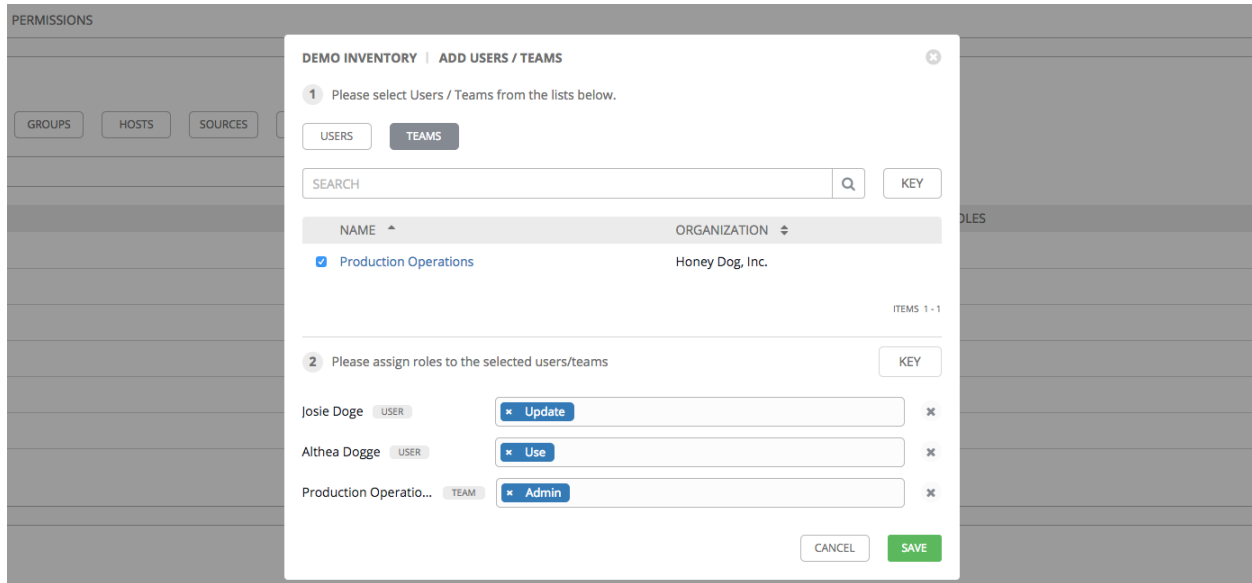 PERMISSIONS
DEMO INVENTORY | ADD USERS / TEAMS
1 Please select Users / Teams from the lists below.
GROUPS HOSTS SOURCES
USERS TEAMS
SEARCH KEY
OLES
NAME ORGANIZATION
Production Operations Honey Dog, Inc.
ITEMS 1 - 1
2 Please assign roles to the selected users/teams KEY
Josie Doge USER × Update
Althea Dogge USER × Use
Production Operatio... TEAM × Admin
CANCEL SAVE